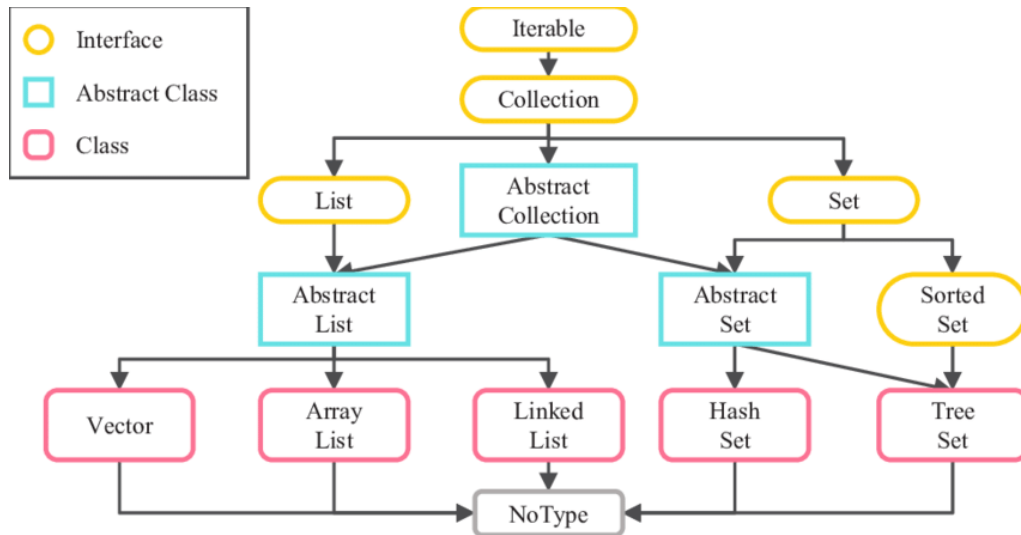 Interface
Abstract Class
Class
Iterable
Collection
List
Abstract
Collection
Set
Abstract
List
Abstract
Set
Sorted
Set
Vector
Array
List
Linked
List
Hash
Set
Tree
Set
NoType